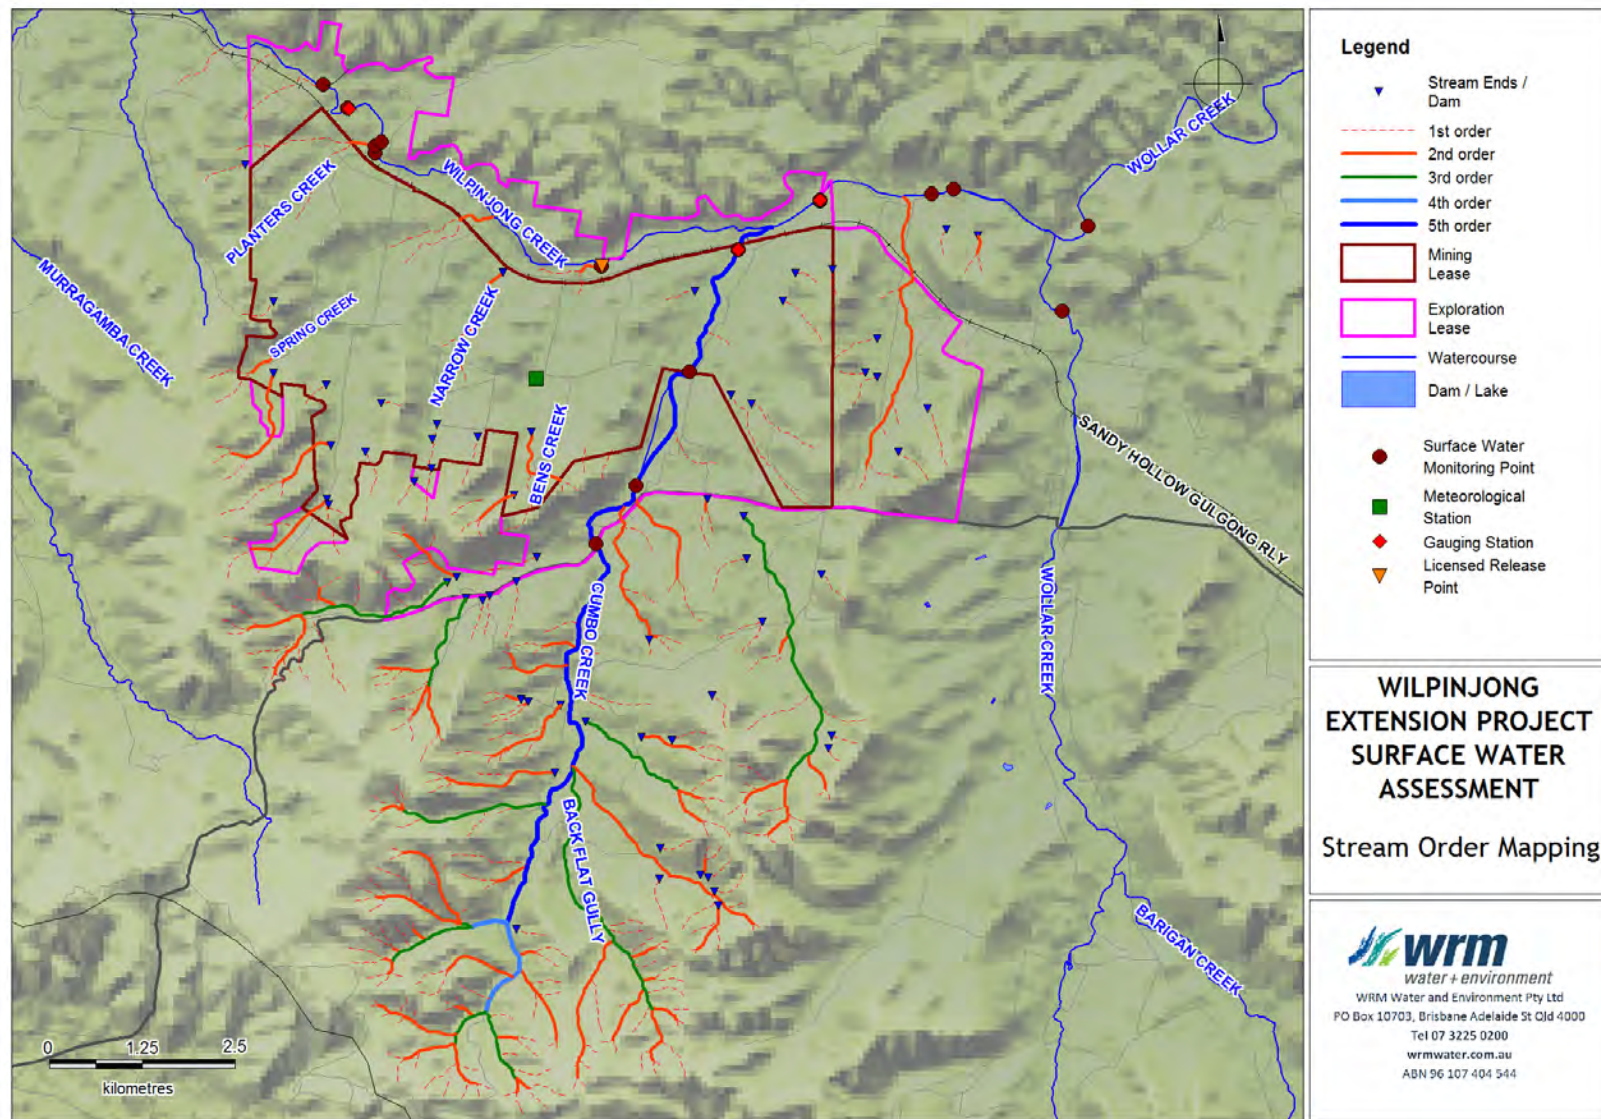 WOLLAR CREEK
WILPINJONG CREEK
PLANTERS CREEK
MURRAGAMBA CREEK
SPRING CREEK
NARROW CREEK
BENS CREEK
SANDY HOLLOW GULGONG RLY
CUMBO CREEK
WOLLAR CREEK
BACK FLAT GULLY
BARIGAN CREEK
0 1.25 2.5
kilometres
Legend
Stream Ends /
Dam
1st order
2nd order
3rd order
4th order
5th order
Mining
Lease
Exploration
Lease
Watercourse
Dam / Lake
Surface Water
Monitoring Point
Meteorological
Station
Gauging Station
Licensed Release
Point
WILPINJONG
EXTENSION PROJECT
SURFACE WATER
ASSESSMENT
Stream Order Mapping
wrm
water + environment
WRM Water and Environment Pty Ltd
PO Box 10703, Brisbane Adelaide St Qld 4000
Tel 07 3225 0200
wrmwater.com.au
ABN 96 107 404 544